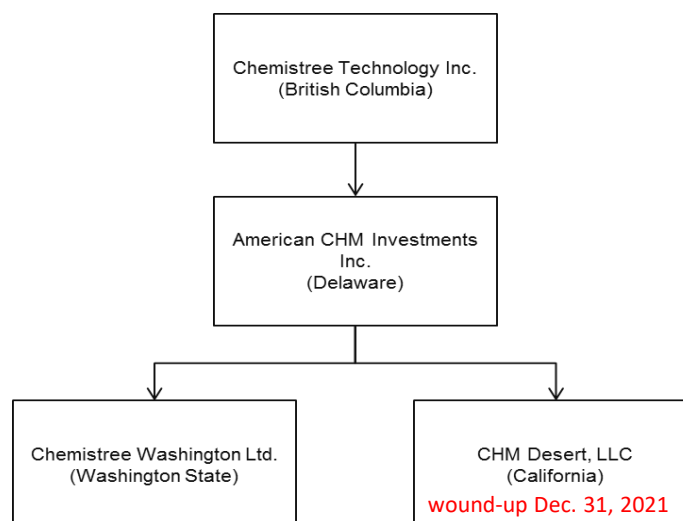 Chemistree Technology Inc.
(British Columbia)
American CHM Investments
Inc.
(Delaware)
Chemistree Washington Ltd.
(Washington State)
CHM Desert, LLC
(California)
wound-up Dec. 31, 2021